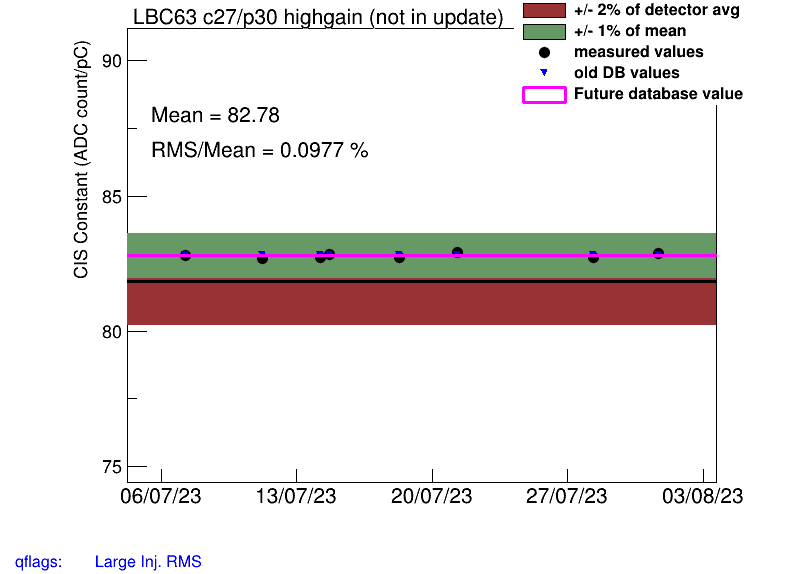 LBC63 c27/p30 highgain (not in update)
+/- 2% of detector avg
+/- 1% of mean
measured values
old DB values
Future database value
CIS Constant (ADC count/pC)
90
85
80
75
Mean = 82.78
RMS/Mean = 0.0977 %
06/07/23 13/07/23 20/07/23 27/07/23 03/08/23
qflags: Large Inj. RMS